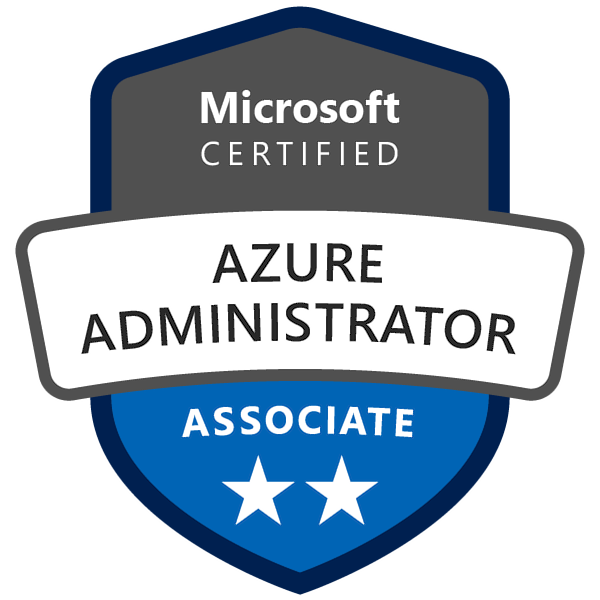 Microsoft
CERTIFIED
AZURE
ADMINISTRATOR
ASSOCIATE